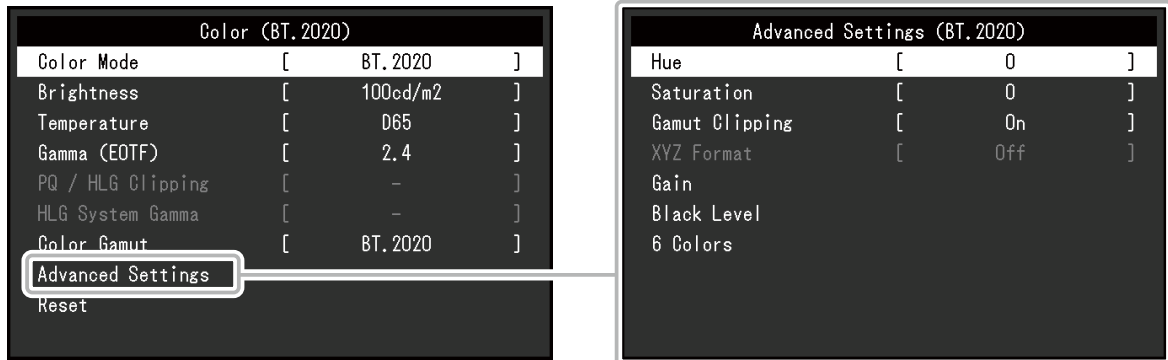 Color (BT.2020)
Color Mode [ BT.2020 ]
Brightness [ 100cd/m2 ]
Temperature [ D65 ]
Gamma (EOTF) [ 2.4 ]
PQ / HLG Clipping [ - ]
HLG System Gamma [ - ]
Color Gamut [ BT.2020 ]
Advanced Settings
Reset
Advanced Settings (BT.2020)
Hue [ 0 ]
Saturation [ 0 ]
Gamut Clipping [ On ]
XYZ Format [ Off ]
Gain
Black Level
6 Colors